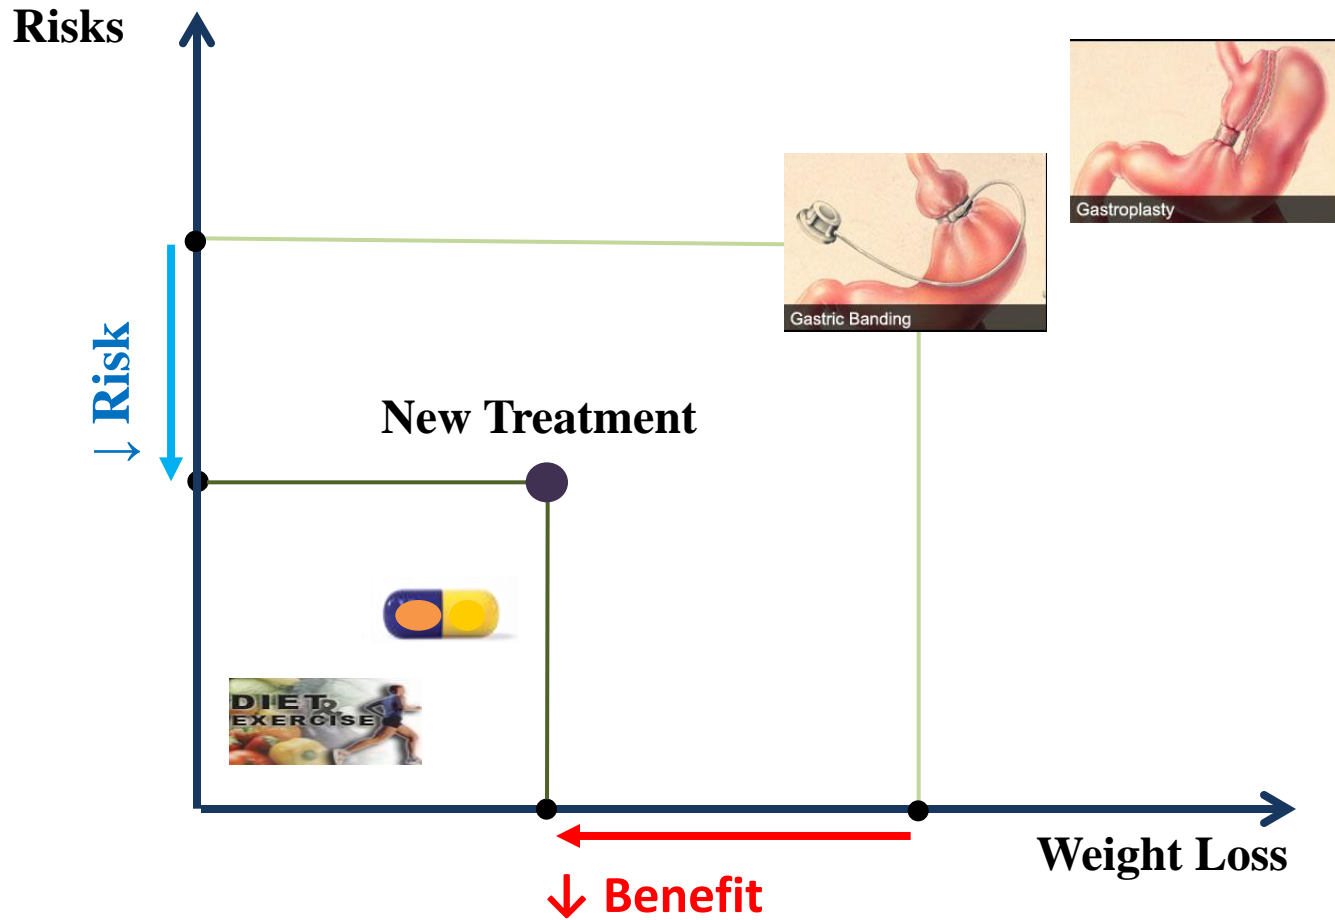 Risks
Gastroplasty
Gastric Banding
↓ Risk
New Treatment
DIET &
EXERCISE
Weight Loss
↓ Benefit